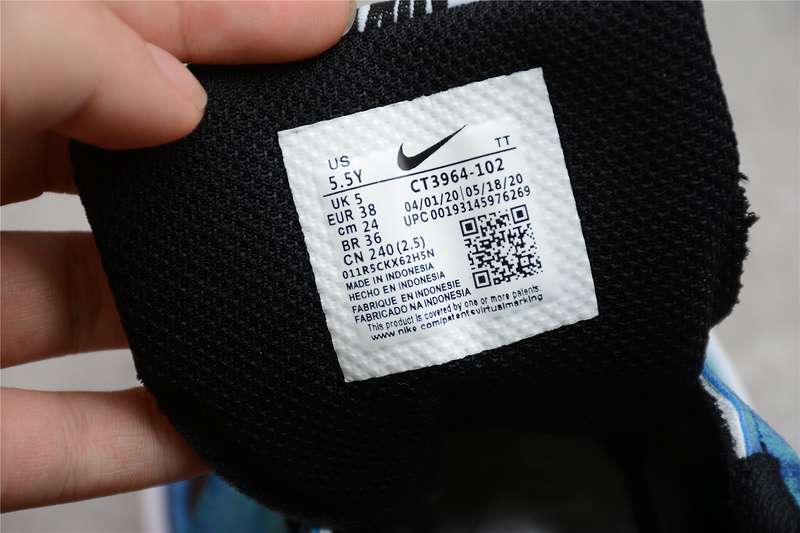 US
5.5Y
TT
UK 5
EUR 38
cm 24
BR 36
CN 240 (2.5)
CT3964-102
04/01/20 | 05/18/20
UPC 00193145976269
011R5CKX62H5N
MADE IN INDONESIA
HECHO EN INDONESIA
FABRIQUE EN INDONESIE
FABRICADO NA INDONESIA
This product is covered by one or more patents:
www.nike.com/patentsvirtualmarking